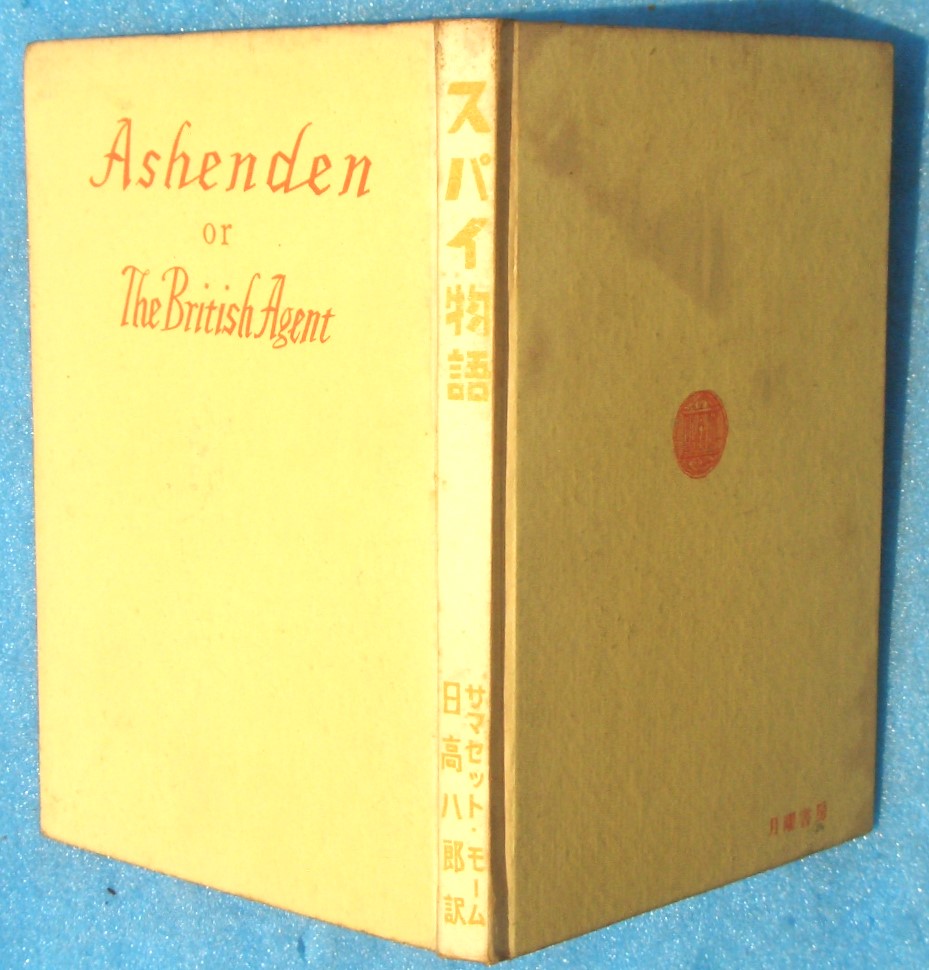 Ashenden
or
The British Agent
スパイ物語
サマセット・モーム
日高八郎訳
月曜書房